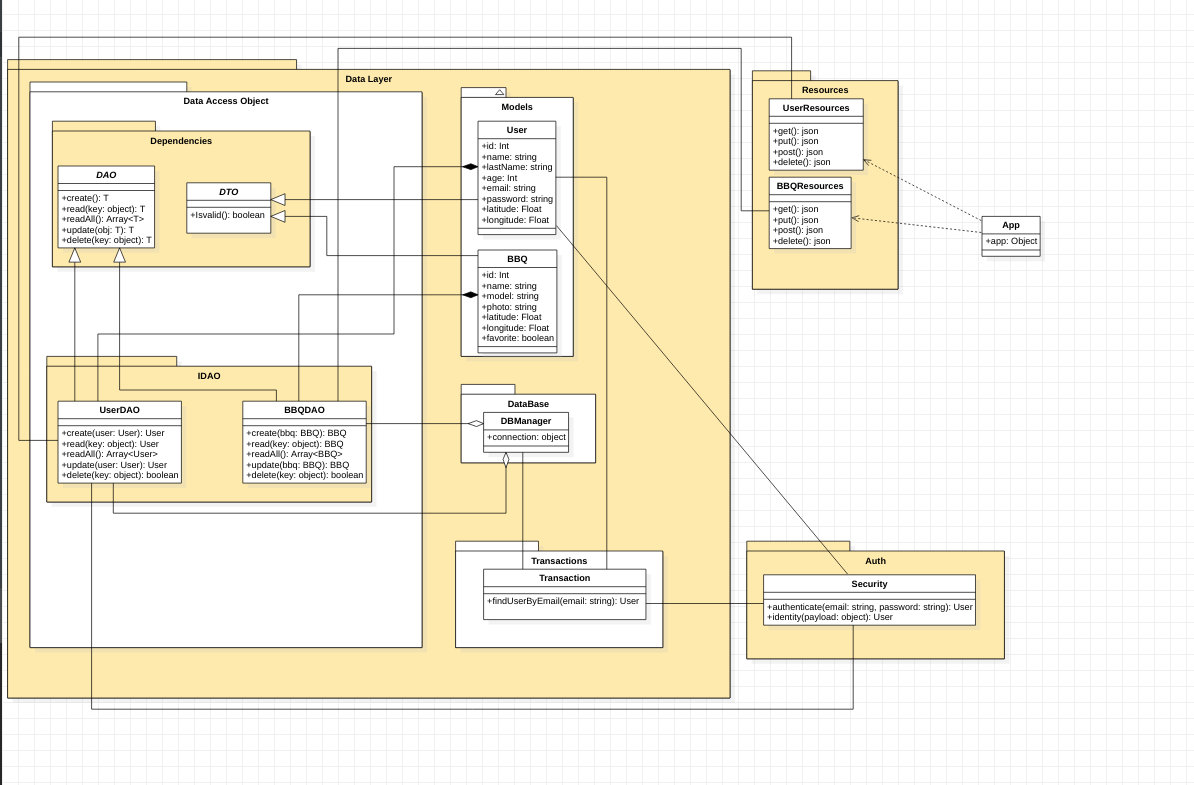 Data Layer
Data Access Object
Dependencies
DAO
+create(): T
+read(key: object): T
+readAll(): Array<T>
+update(obj: T): T
+delete(key: object): T
DTO
+Isvalid(): boolean
IDAO
UserDAO
+create(user: User): User
+read(key: object): User
+readAll(): Array<User>
+update(user: User): User
+delete(key: object): boolean
BBQDAO
+create(bbq: BBQ): BBQ
+read(key: object): BBQ
+readAll(): Array<BBQ>
+update(bbq: BBQ): BBQ
+delete(key: object): boolean
Models
User
+id: Int
+name: string
+lastName: string
+age: Int
+email: string
+password: string
+latitude: Float
+longitude: Float
BBQ
+id: Int
+name: string
+model: string
+photo: string
+latitude: Float
+longitude: Float
+favorite: boolean
DataBase
DBManager
+connection: object
Transactions
Transaction
+findUserByEmail(email: string): User
Resources
UserResources
+get(): json
+put(): json
+post(): json
+delete(): json
BBQResources
+get(): json
+put(): json
+post(): json
+delete(): json
App
+app: Object
Auth
Security
+authenticate(email: string, password: string): User
+identity(payload: object): User